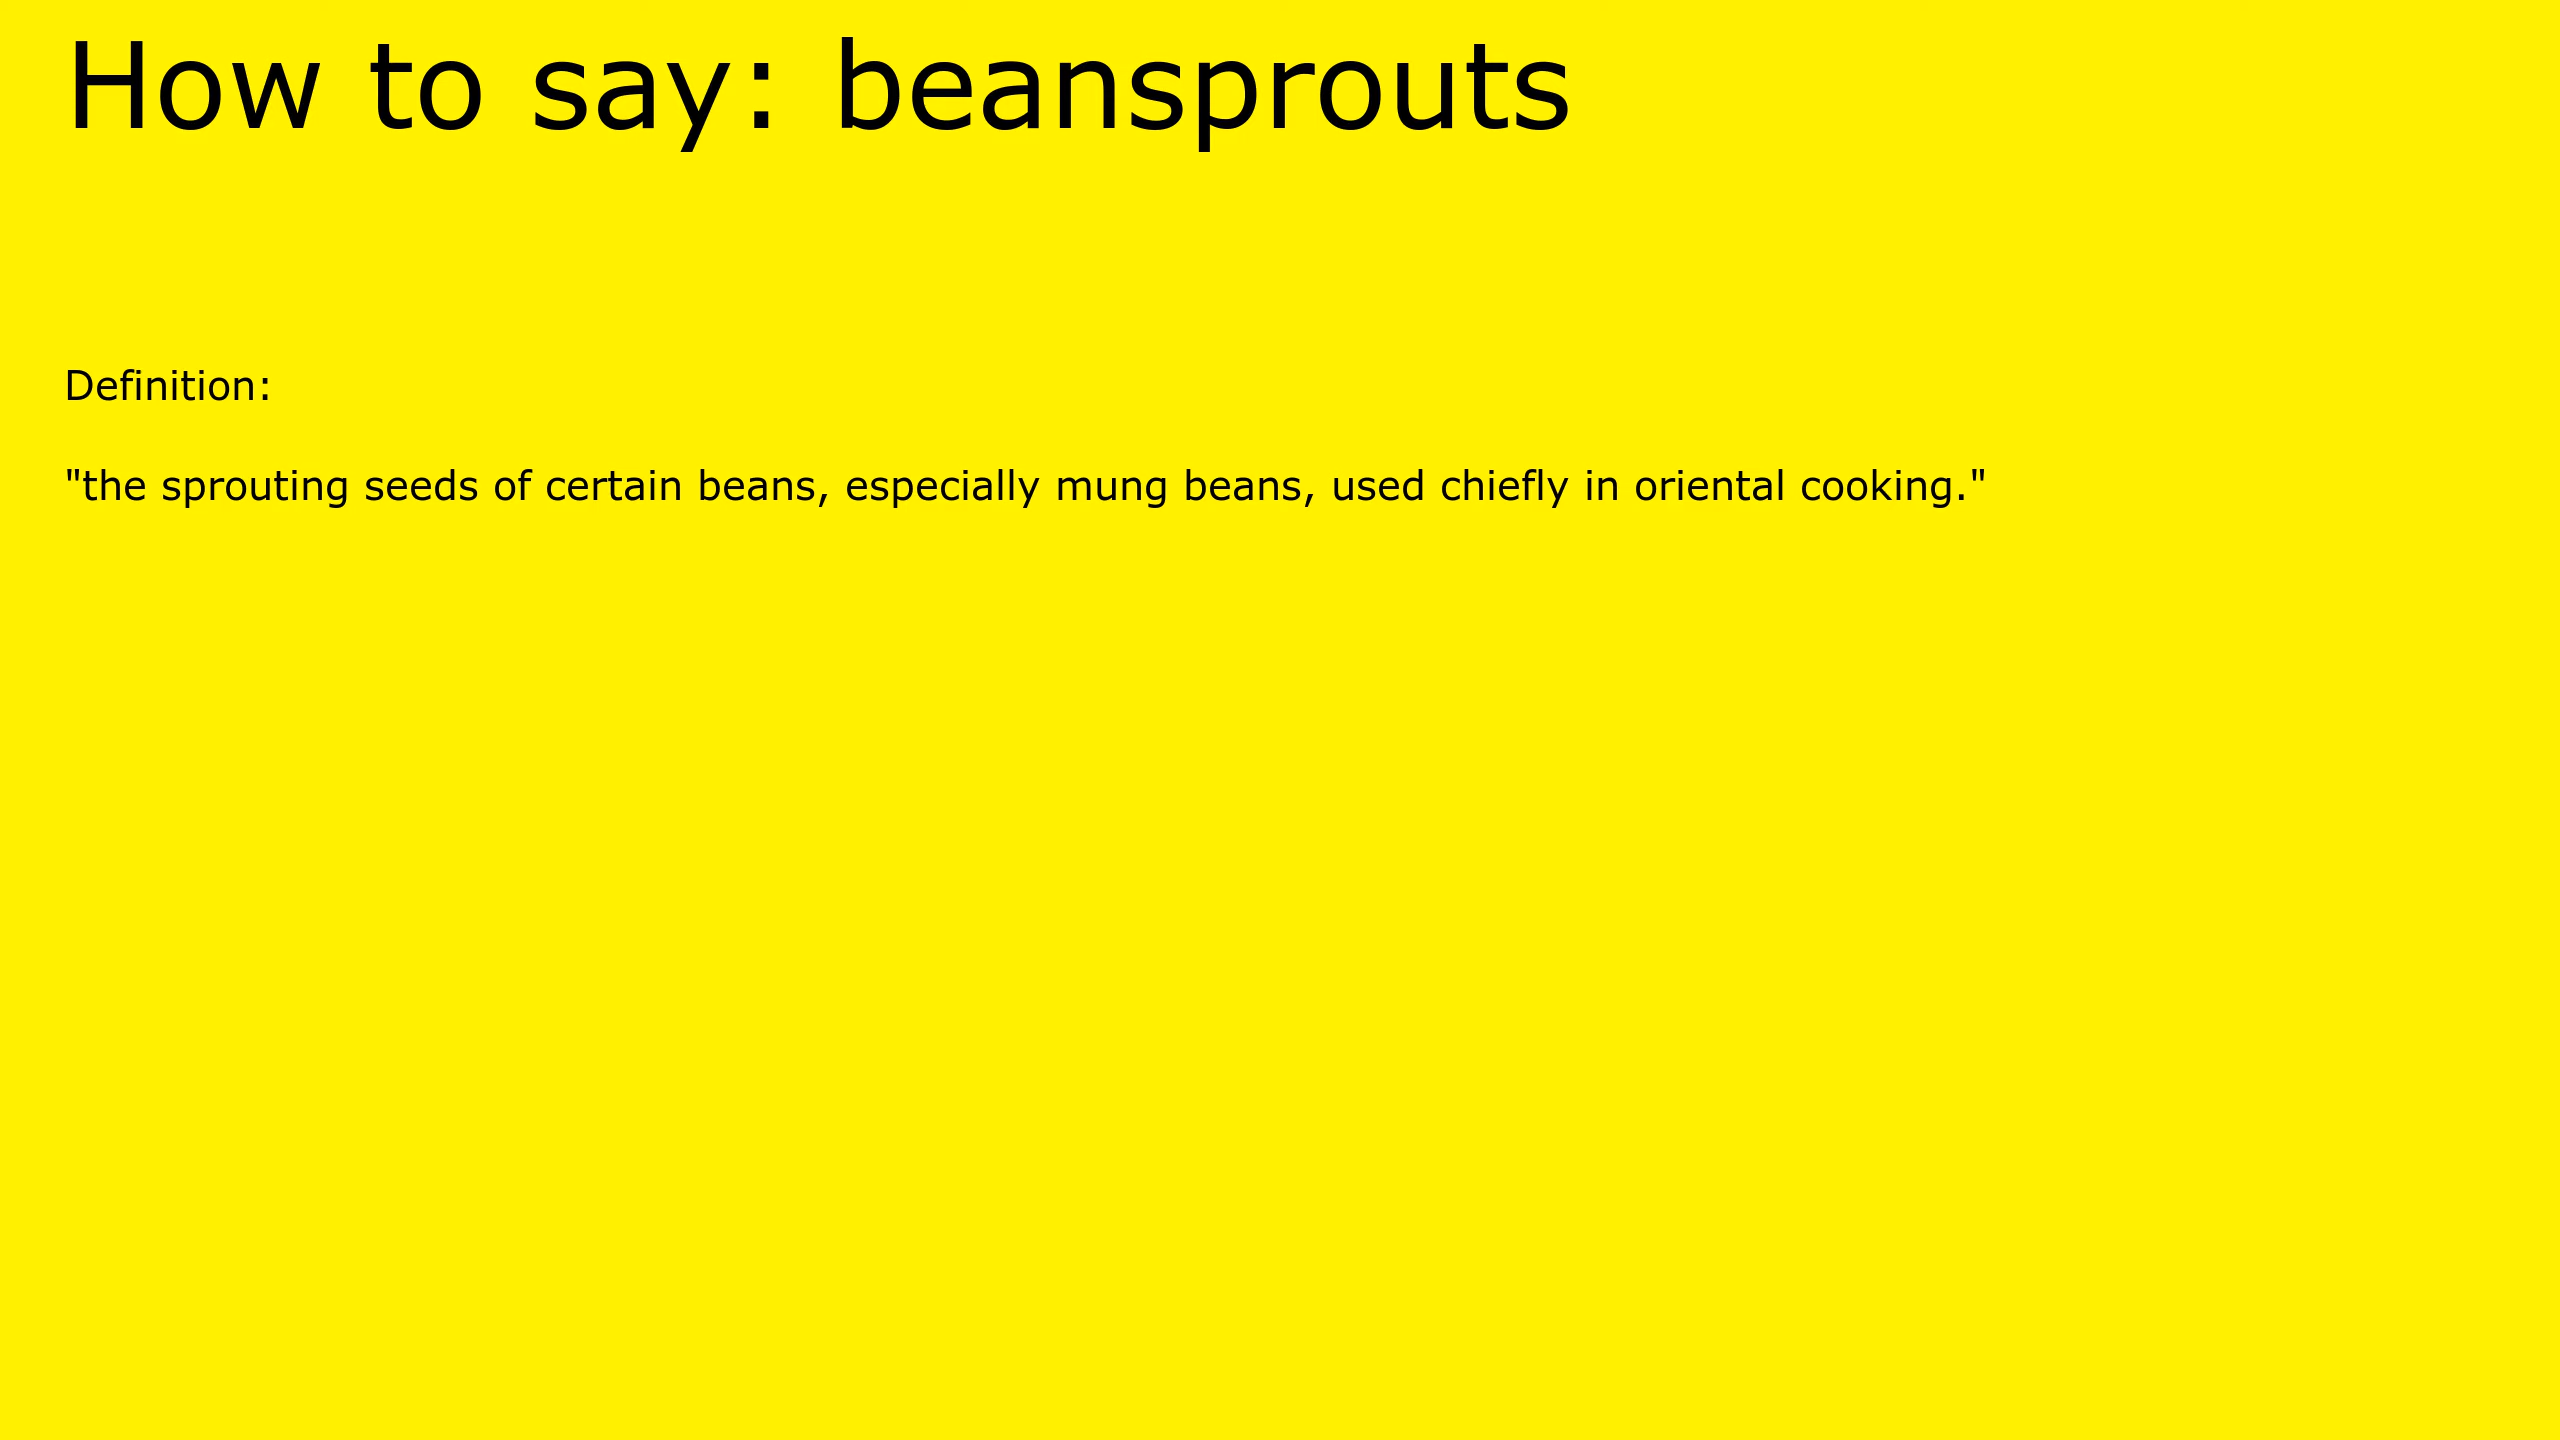 How to say: beansprouts
Definition:
"the sprouting seeds of certain beans, especially mung beans, used chiefly in oriental cooking."